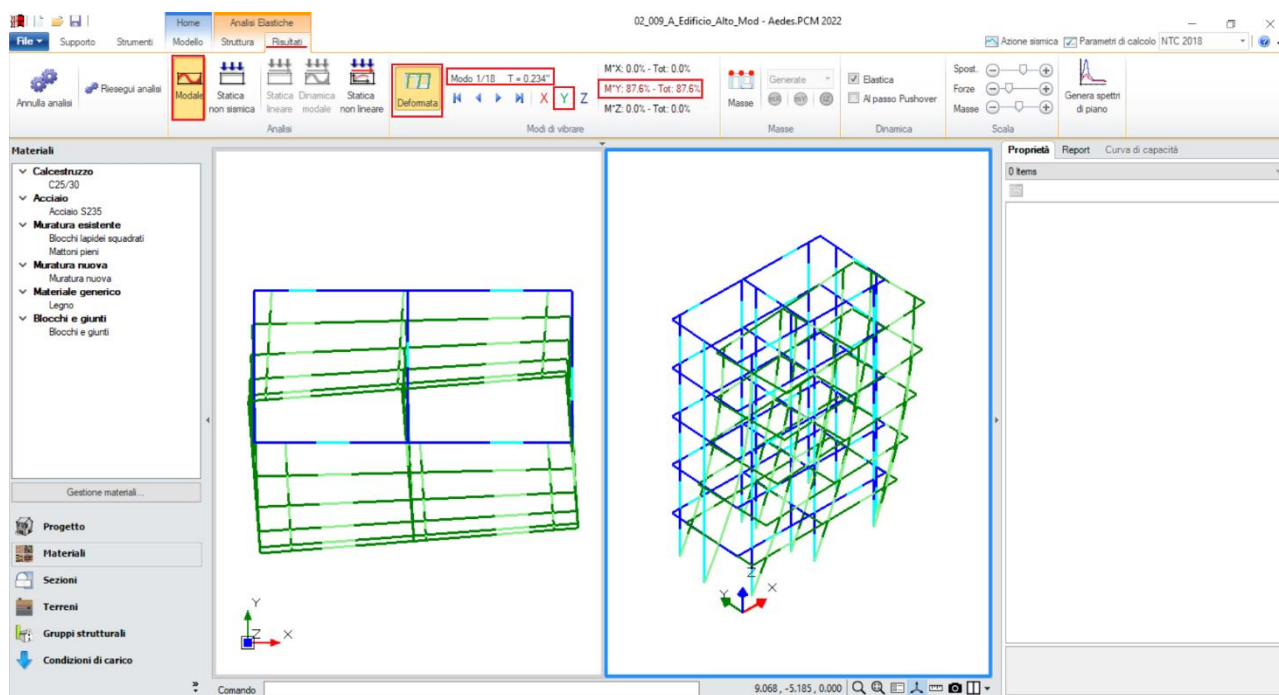 02_009_A_Edificio_Alto_Mod - Aedes.PCM 2022
Home
Analisi Elastiche
File
Supporto
Strumenti
Modello
Struttura
Risultati
Azione sismica
Parametri di calcolo
NTC 2018
Annulla analisi
Riesegui analisi
Modale
Statica non sismica
Statica lineare
Dinamica modale
Statica non lineare
Analisi
Deformata
Modo 1/18 T = 0.234"
X Y Z
M*X: 0.0% - Tot: 0.0%
M*Y: 87.6% - Tot: 87.6%
M*Z: 0.0% - Tot: 0.0%
Modi di vibrare
Masse
Generate
Masse
Elastica
Al passo Pushover
Dinamica
Spost.
Forze
Masse
Scala
Genera spettri di piano
Materiali
Calcestruzzo
C25/30
Acciaio
Acciaio S235
Muratura esistente
Blocchi lapidei squadrati
Mattoni pieni
Muratura nuova
Muratura nuova
Materiale generico
Legno
Blocchi e giunti
Blocchi e giunti
Gestione materiali...
Progetto
Materiali
Sezioni
Terreni
Gruppi strutturali
Condizioni di carico
Y
Z
X
Z
Y
X
Proprietà
Report
Curva di capacità
0 Items
Comando
9.068, -5.185, 0.000